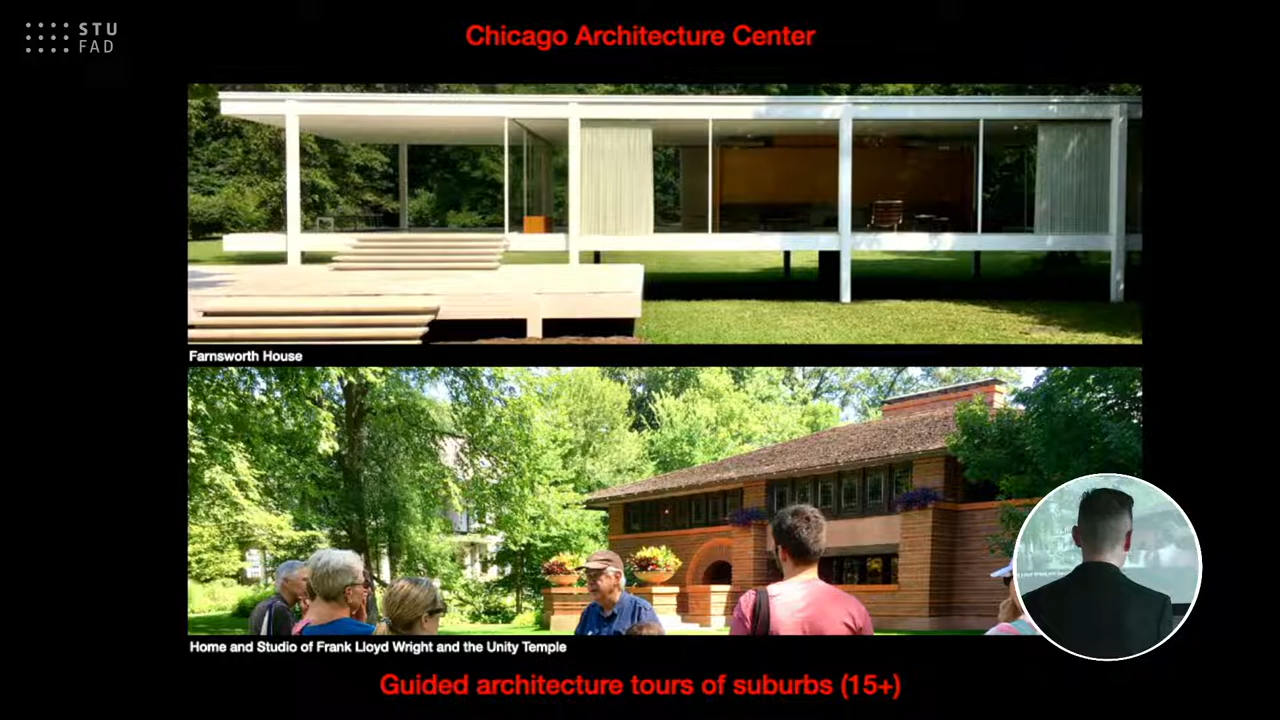 STU
FAD
Chicago Architecture Center
Farnsworth House
Home and Studio of Frank Lloyd Wright and the Unity Temple
Guided architecture tours of suburbs (15+)